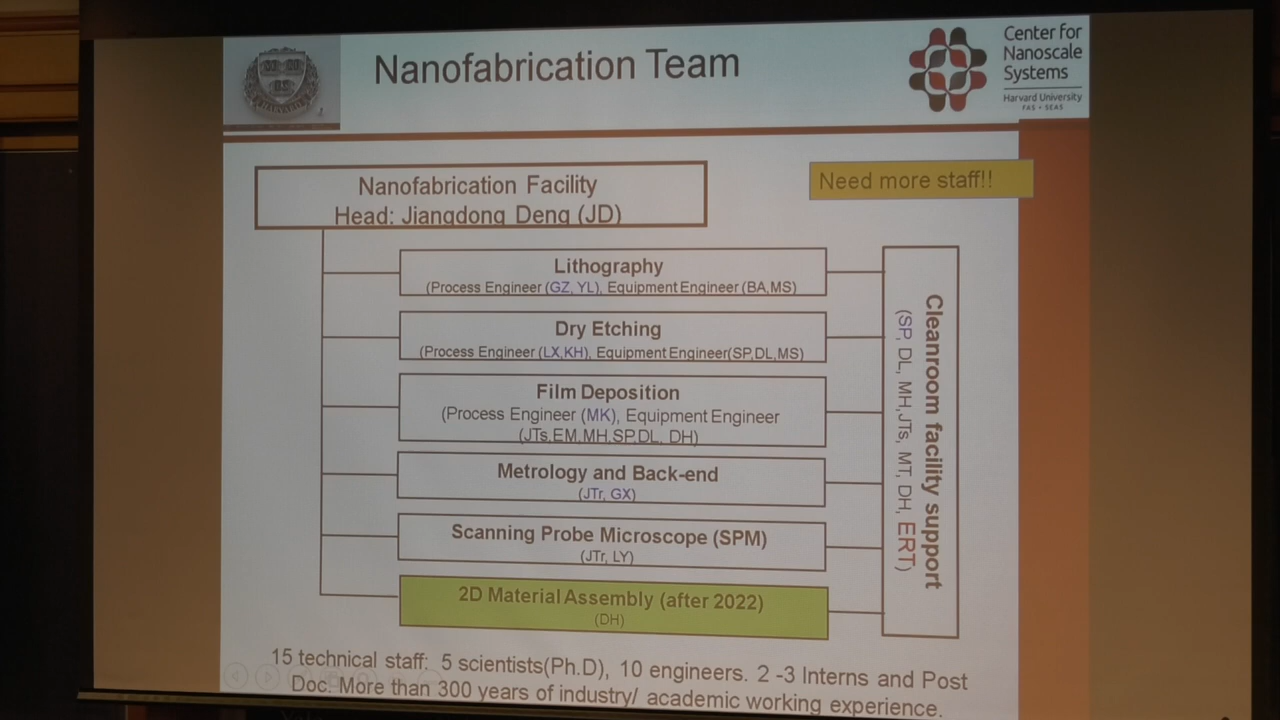 Nanofabrication Team
Center for
Nanoscale
Systems
Harvard University
FAS • SEAS
Nanofabrication Facility
Head: Jiangdong Deng (JD)
Need more staff!!
Lithography
(Process Engineer (GZ, YL), Equipment Engineer (BA,MS)
Dry Etching
(Process Engineer (LX,KH), Equipment Engineer(SP,DL,MS)
Film Deposition
(Process Engineer (MK), Equipment Engineer
(JTs,EM,MH,SP,DL, DH)
Metrology and Back-end
(JTr, GX)
Scanning Probe Microscope (SPM)
(JTr, LY)
2D Material Assembly (after 2022)
(DH)
Cleanroom facility support
(SP, DL, MH,JTs, MT, DH, ERT)
15 technical staff: 5 scientists(Ph.D), 10 engineers. 2 -3 Interns and Post
Doc. More than 300 years of industry/ academic working experience.